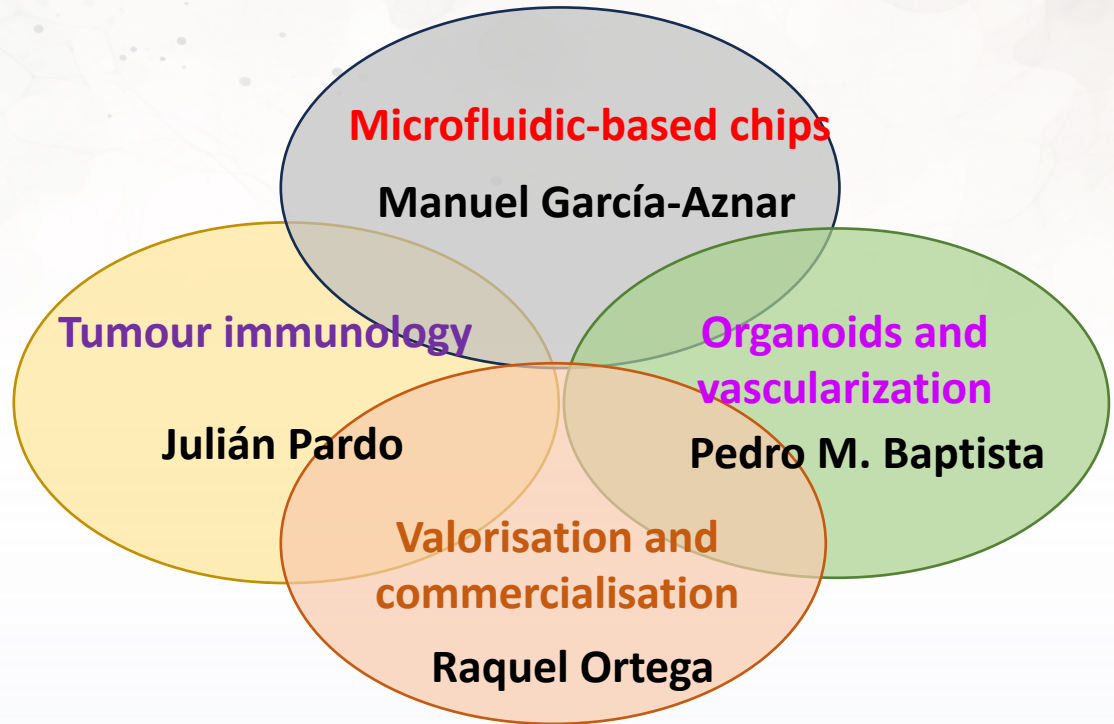 Microfluidic-based chips
Manuel García-Aznar
Tumour immunology
Julián Pardo
Organoids and
vascularization
Pedro M. Baptista
Valorisation and
commercialisation
Raquel Ortega